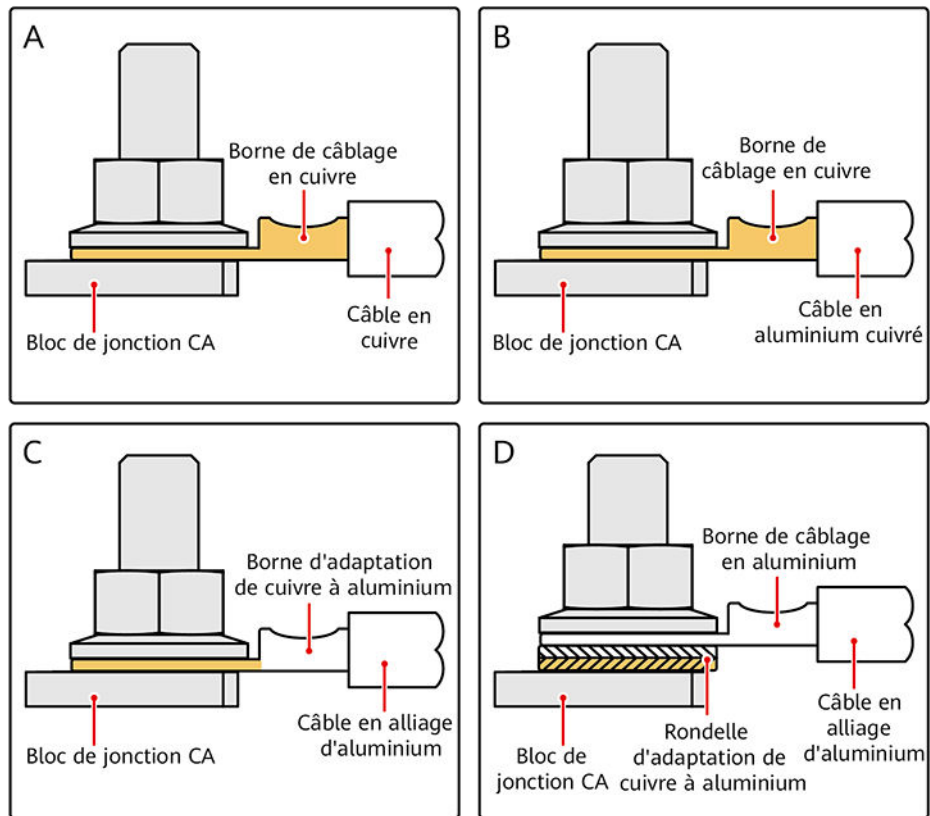 A
Borne de câblage
en cuivre
Câble en
cuivre
Bloc de jonction CA
B
Borne de
câblage en cuivre
Câble en
aluminium cuivré
Bloc de jonction CA
C
Borne d'adaptation
de cuivre à aluminium
Câble en alliage
d'aluminium
Bloc de jonction CA
D
Borne de câblage
en aluminium
Câble en
alliage
d'aluminium
Rondelle
d'adaptation de
cuivre à aluminium
Bloc de
jonction CA